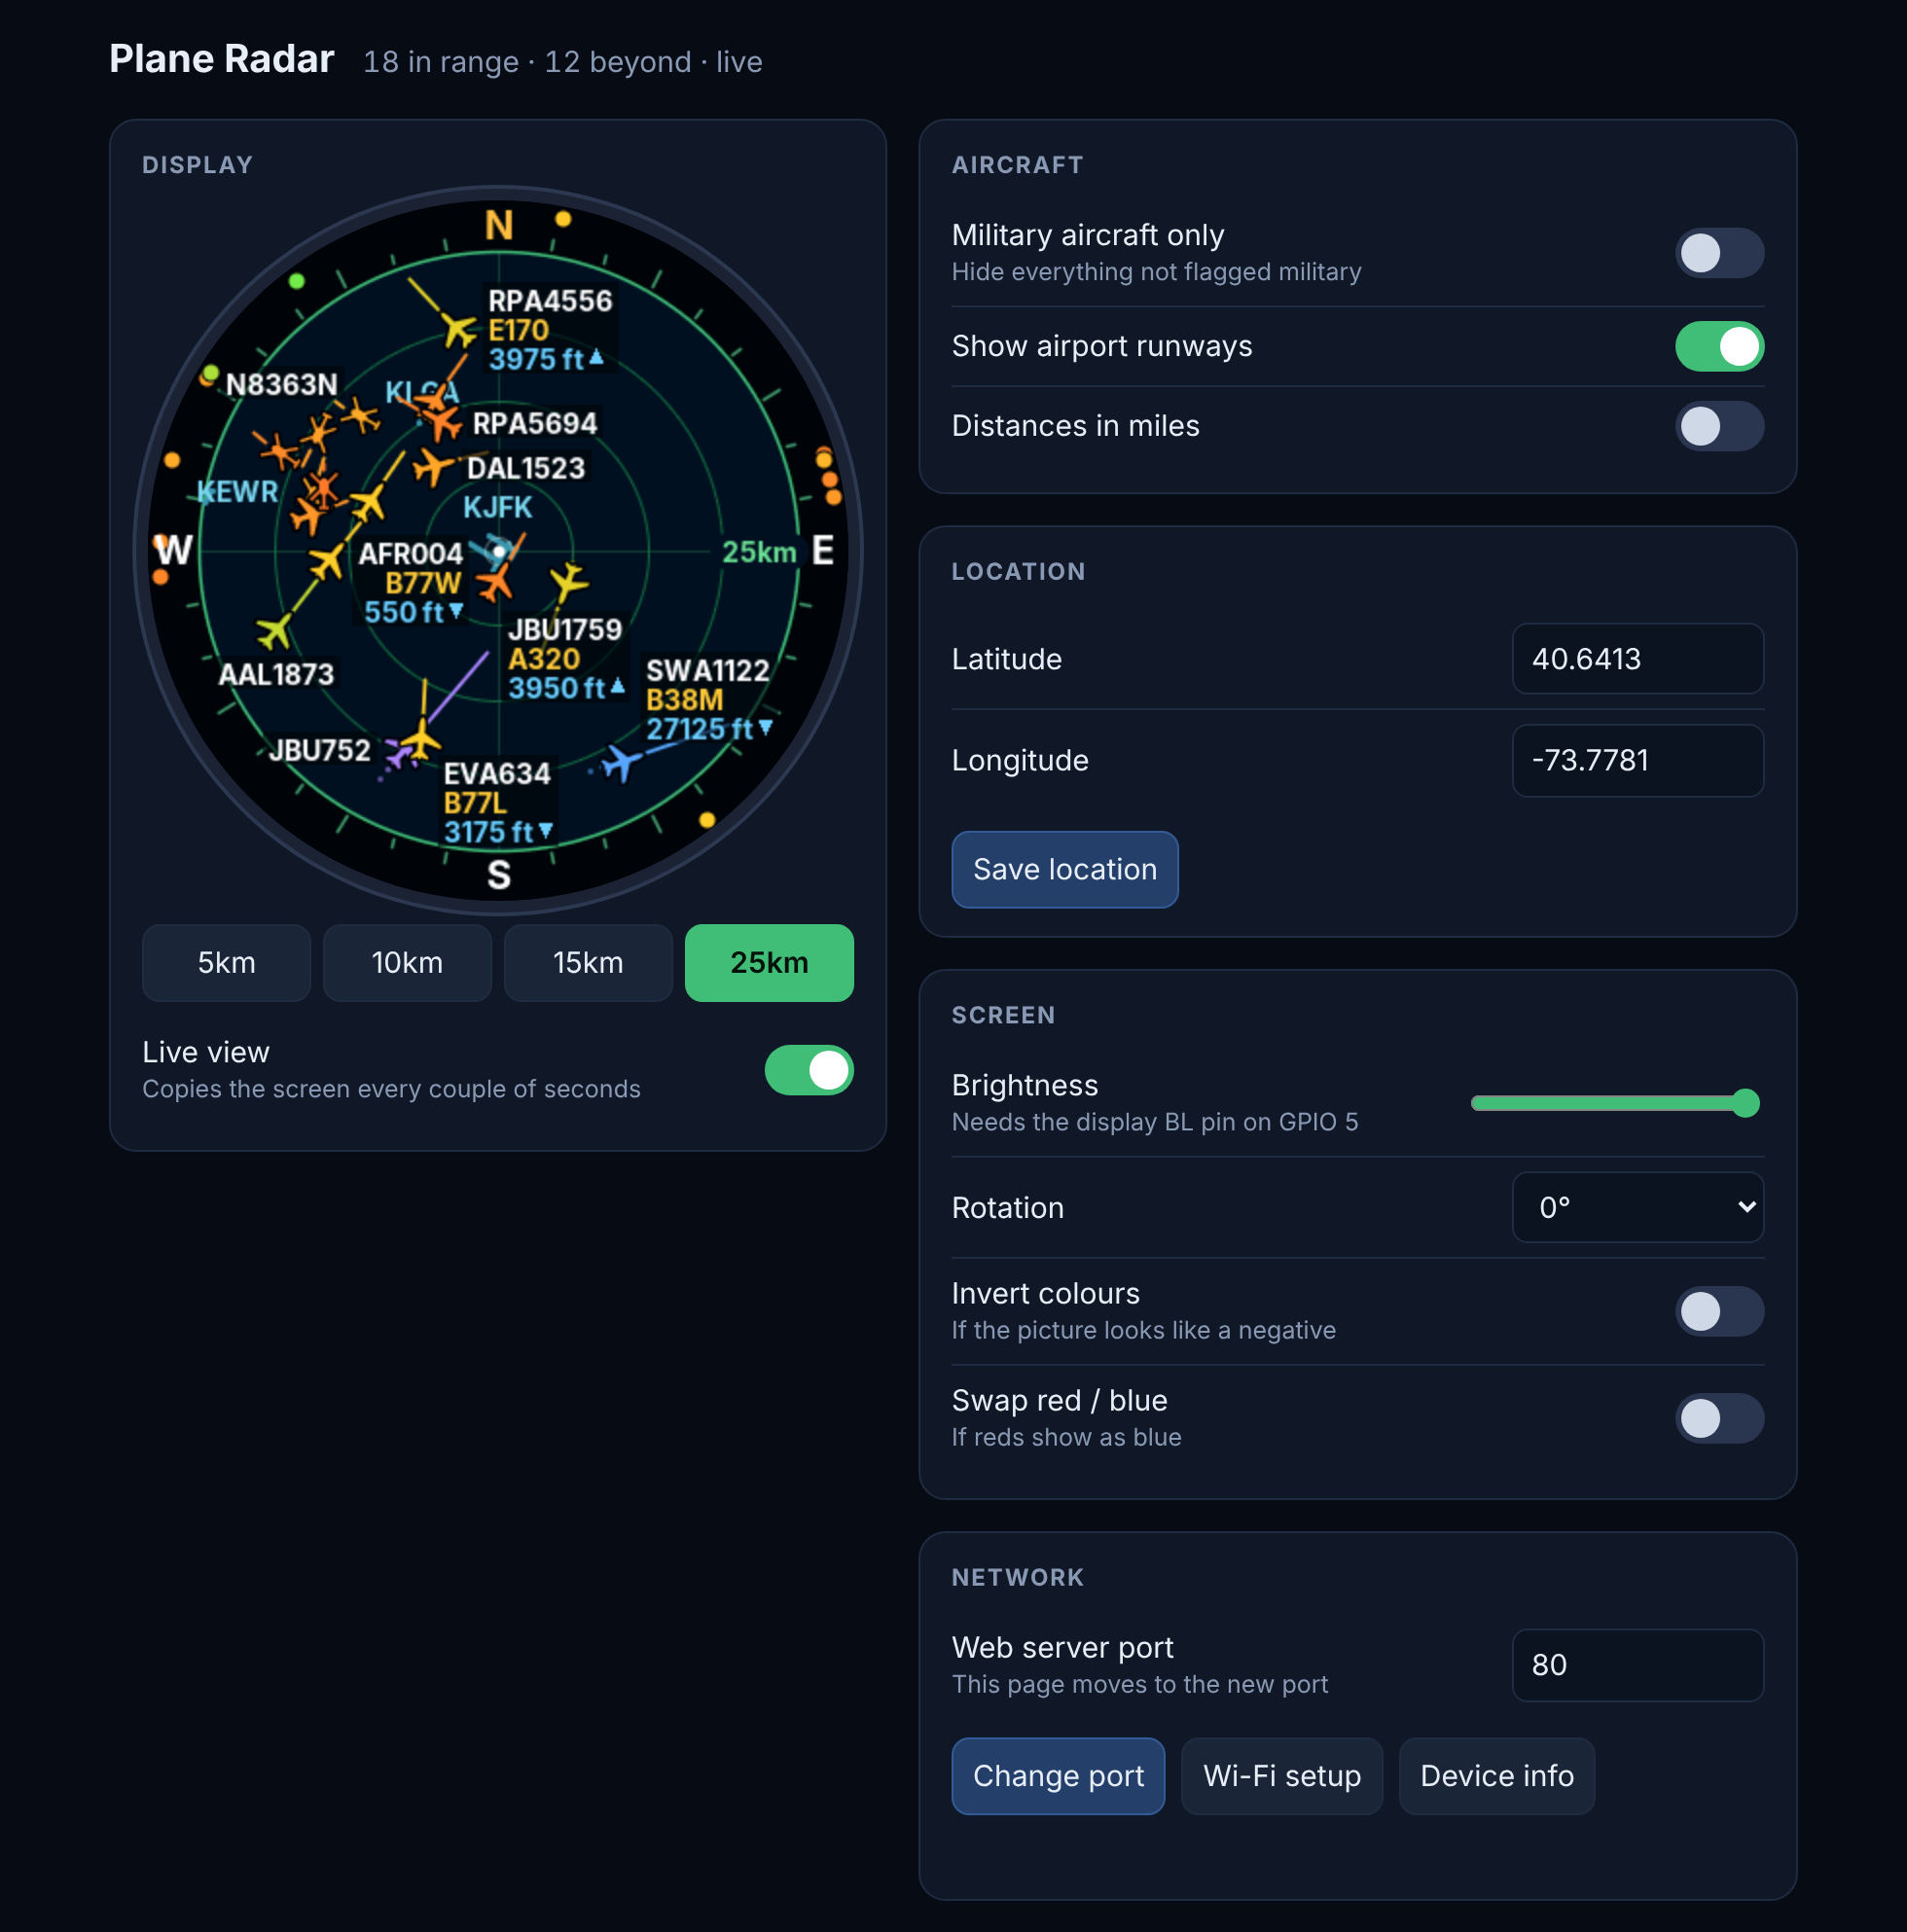 Plane Radar 18 in range · 12 beyond · live
DISPLAY
N
RPA4556
E170
3975 ft▲
N8363N
KLGA
RPA5694
DAL1523
KEWR
KJFK
W
AFR004
B77W
550 ft▼
25km
E
JBU1759
A320
3950 ft▲
AAL1873
SWA1122
B38M
27125 ft▼
JBU752
EVA634
B77L
3175 ft▼
S
5km 10km 15km 25km
Live view
Copies the screen every couple of seconds
AIRCRAFT
Military aircraft only
Hide everything not flagged military
Show airport runways
Distances in miles
LOCATION
Latitude 40.6413
Longitude -73.7781
Save location
SCREEN
Brightness
Needs the display BL pin on GPIO 5
Rotation 0°
Invert colours
If the picture looks like a negative
Swap red / blue
If reds show as blue
NETWORK
Web server port 80
This page moves to the new port
Change port Wi-Fi setup Device info